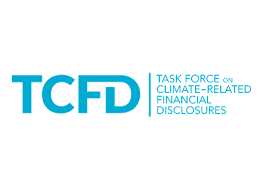 TCFD
TASK FORCE ON
CLIMATE-RELATED
FINANCIAL
DISCLOSURES